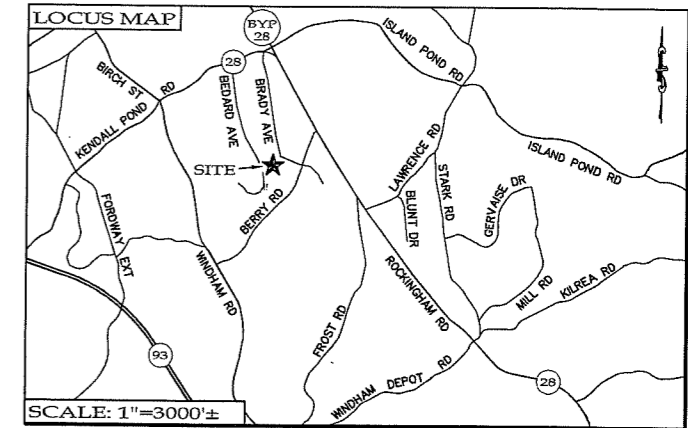 LOCUS MAP
BYP
28
ISLAND POND RD
BIRCH ST
28
KENDALL POND RD
BEDARD AVE
BRADY AVE
LAWRENCE RD
ISLAND POND RD
SITE
STARK RD
BLUNT DR
GERVAISE DR
FORDWAY EXT
BERRY RD
WINDHAM RD
ROCKINGHAM RD
MILL RD
KILREA RD
FROST RD
93
WINDHAM DEPOT RD
28
SCALE: 1"=3000'±